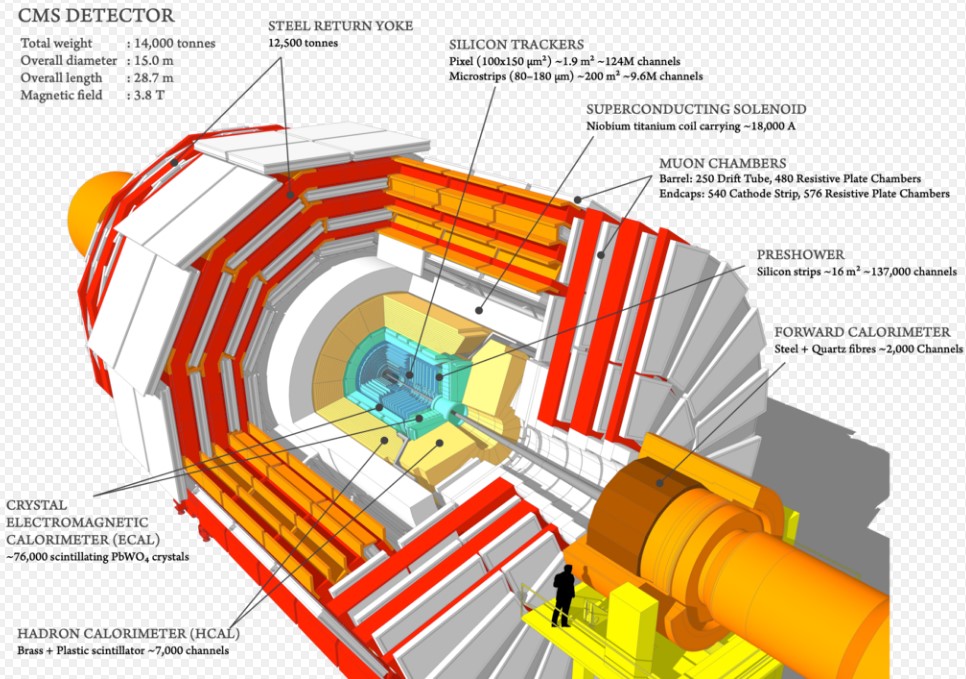 CMS DETECTOR
Total weight : 14,000 tonnes
Overall diameter : 15.0 m
Overall length : 28.7 m
Magnetic field : 3.8 T
STEEL RETURN YOKE
12,500 tonnes
SILICON TRACKERS
Pixel (100x150 μm²) ~1.9 m² ~124M channels
Microstrips (80–180 μm) ~200 m² ~9.6M channels
SUPERCONDUCTING SOLENOID
Niobium titanium coil carrying ~18,000 A
MUON CHAMBERS
Barrel: 250 Drift Tube, 480 Resistive Plate Chambers
Endcaps: 540 Cathode Strip, 576 Resistive Plate Chambers
PRESHOWER
Silicon strips ~16 m² ~137,000 channels
FORWARD CALORIMETER
Steel + Quartz fibres ~2,000 Channels
CRYSTAL
ELECTROMAGNETIC
CALORIMETER (ECAL)
~76,000 scintillating PbWO₄ crystals
HADRON CALORIMETER (HCAL)
Brass + Plastic scintillator ~7,000 channels